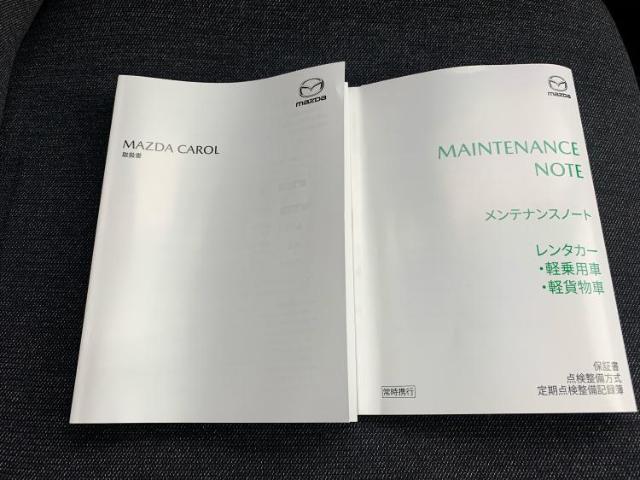 mazda
MAZDA CAROL
取扱書
mazda
MAINTENANCE
NOTE
メンテナンスノート
レンタカー
・軽乗用車
・軽貨物車
保証書
点検整備方式
定期点検整備記録簿
常時携行